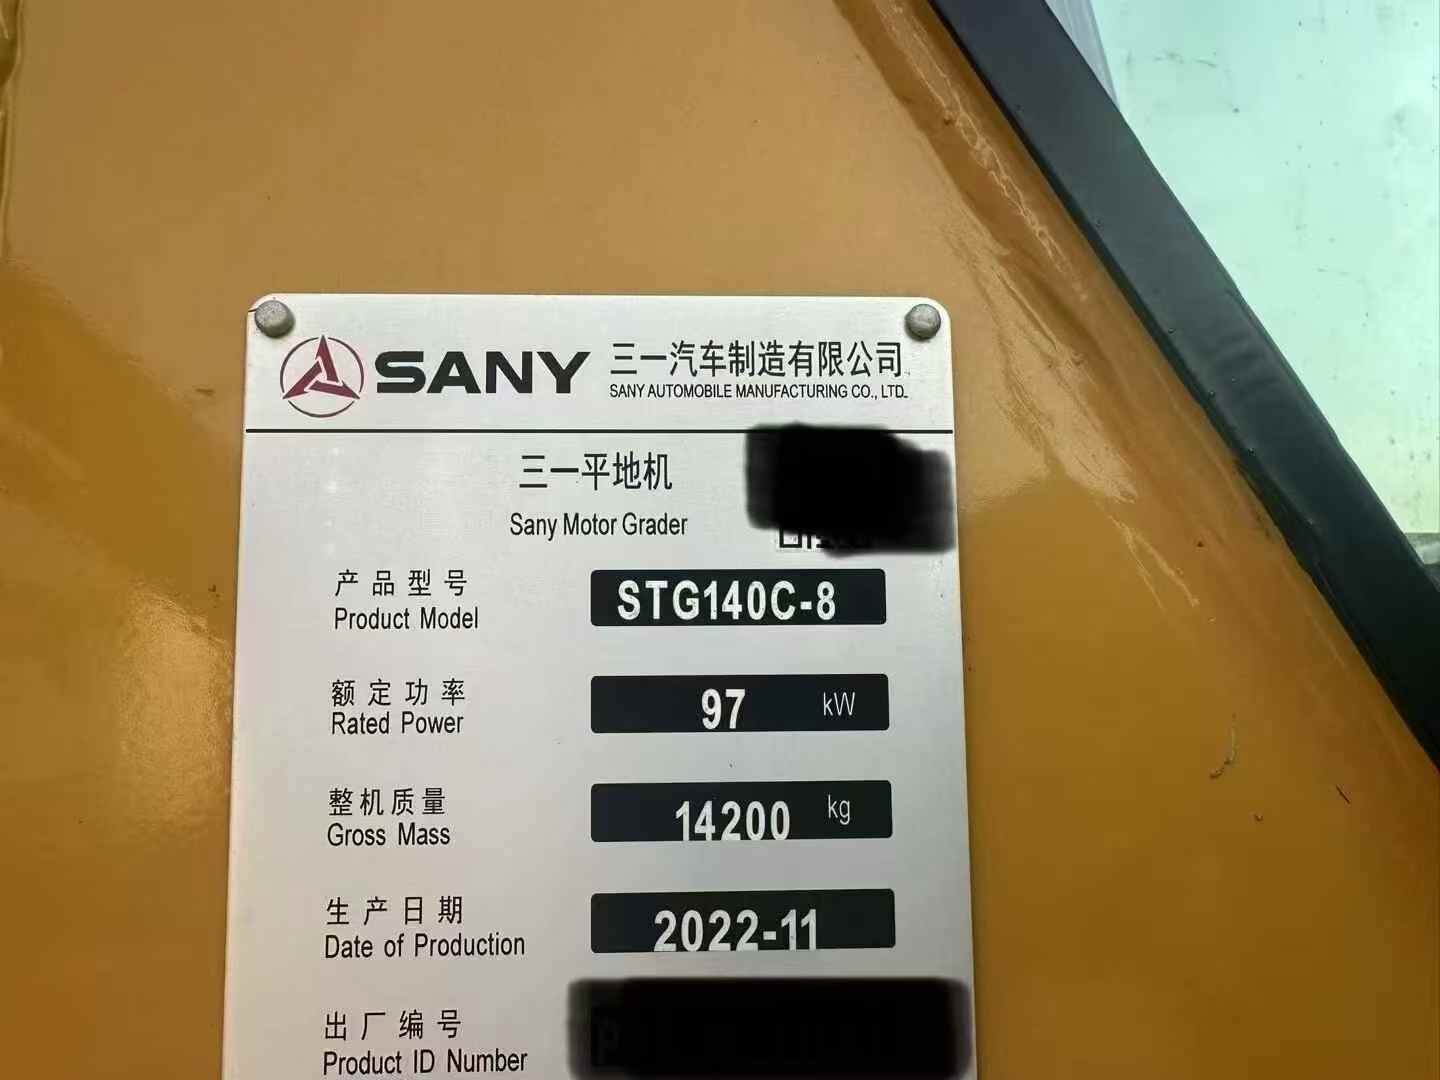 SANY 三一汽车制造有限公司
SANY AUTOMOBILE MANUFACTURING CO., LTD.
三一平地机
Sany Motor Grader
产品型号 STG140C-8
Product Model
额定功率 97 kW
Rated Power
整机质量 14200 kg
Gross Mass
生产日期 2022-11
Date of Production
出厂编号
Product ID Number